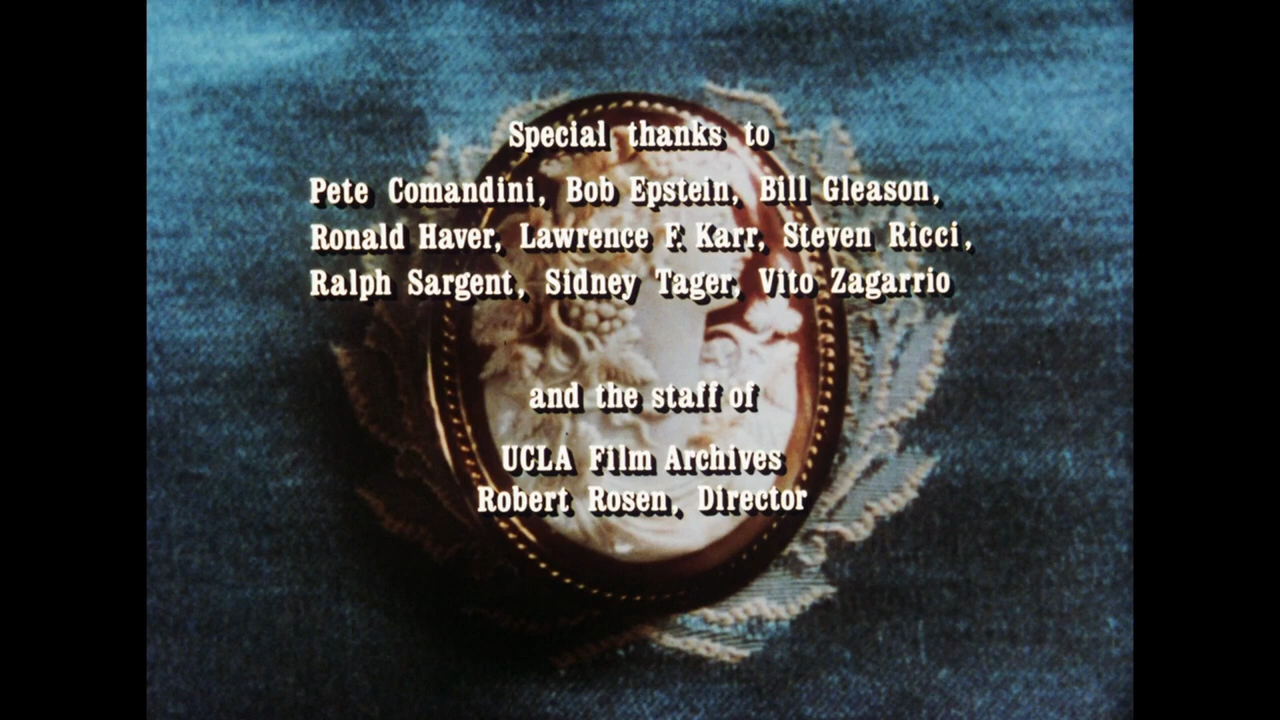 Special thanks to
Pete Comandini, Bob Epstein, Bill Gleason,
Ronald Haver, Lawrence F. Karr, Steven Ricci,
Ralph Sargent, Sidney Tager, Vito Zagarrio
and the staff of
UCLA Film Archives
Robert Rosen, Director